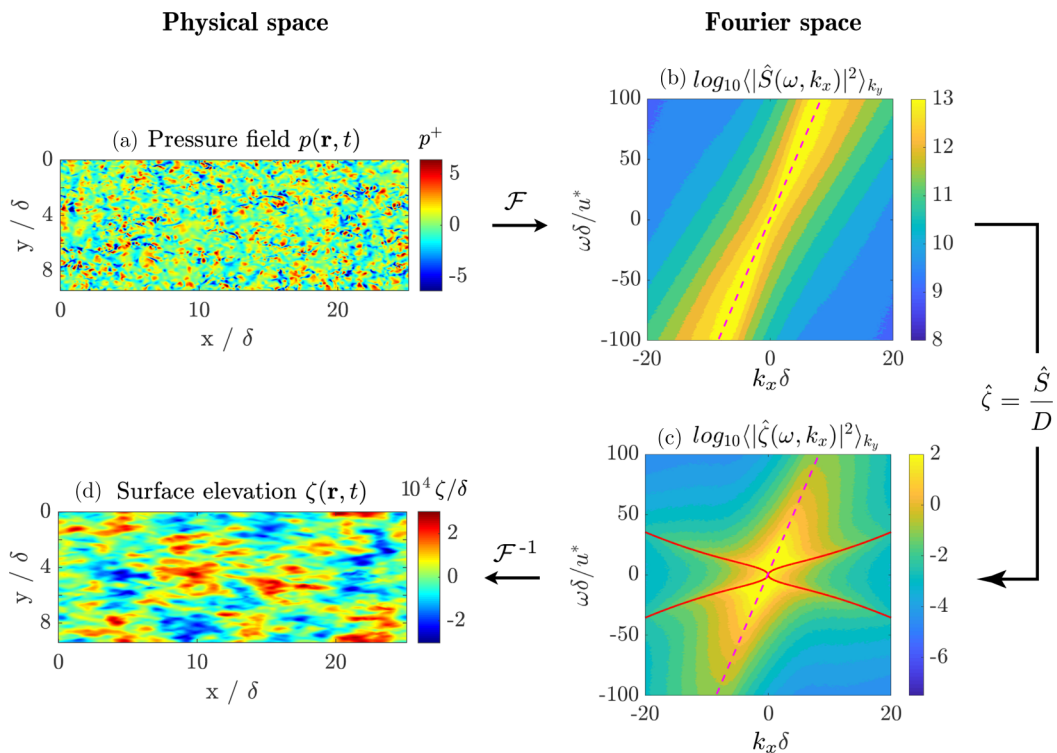 Physical space
Fourier space
(a) Pressure field p(r, t)
p⁺
5
0
-5
0
4
8
y / δ
0
10
20
x / δ
ℱ
(b) log₁₀⟨|Ŝ(ω, kₓ)|²⟩ₖᵧ
100
50
0
-50
-100
ωδ/u*
-20
0
20
kₓδ
13
12
11
10
9
8
ζ̂ = Ŝ/D
(c) log₁₀⟨|ζ̂(ω, kₓ)|²⟩ₖᵧ
100
50
0
-50
-100
ωδ/u*
-20
0
20
kₓδ
2
0
-2
-4
-6
(d) Surface elevation ζ(r, t)
10⁴ ζ/δ
2
0
-2
0
4
8
y / δ
0
10
20
x / δ
ℱ⁻¹